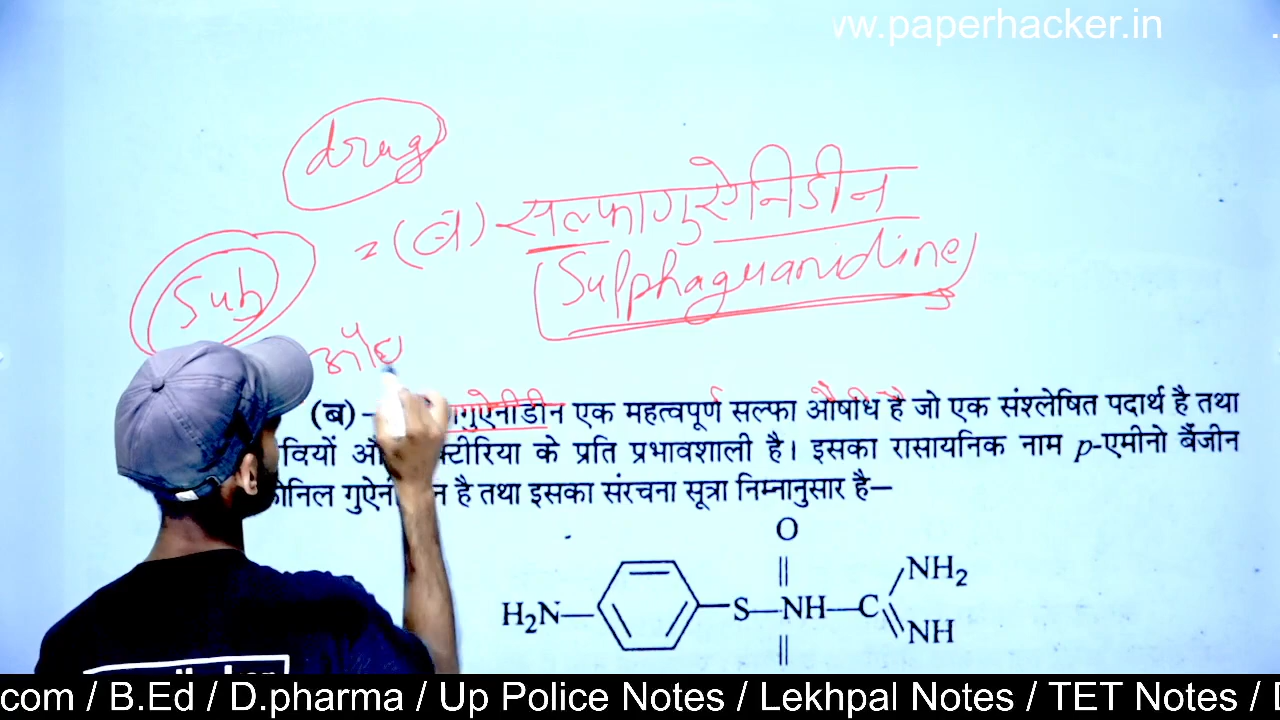 ww.paperhacker.in
drug
= (ब) सल्फागुऐनिडीन
(Sulphaguanidine)
Sub
औष
(ब)– गुऐनीडीन एक महत्वपूर्ण सल्फा औषधि है जो एक संश्लेषित पदार्थ है तथा
क्टीरिया के प्रति प्रभावशाली है। इसका रासायनिक नाम p-एमीनो बैंजीन
है तथा इसका संरचना सूत्रा निम्नानुसार है–
O
||
NH₂
H₂N– –S–NH–C
NH
||
com / B.Ed / D.pharma / Up Police Notes / Lekhpal Notes / TET Notes / D